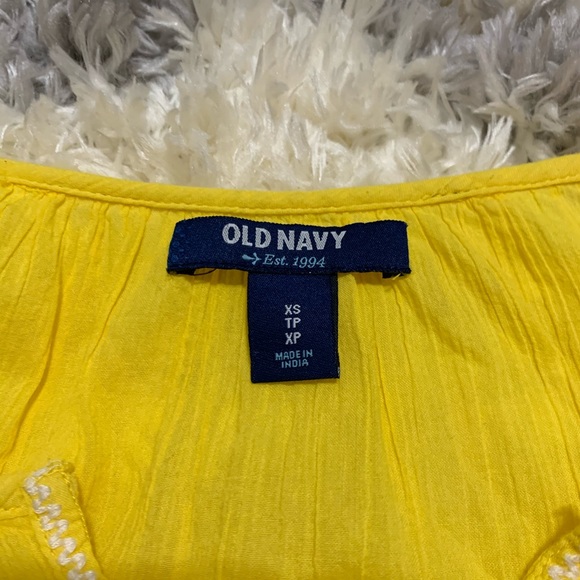 OLD NAVY
Est. 1994
XS
TP
XP
MADE IN
INDIA